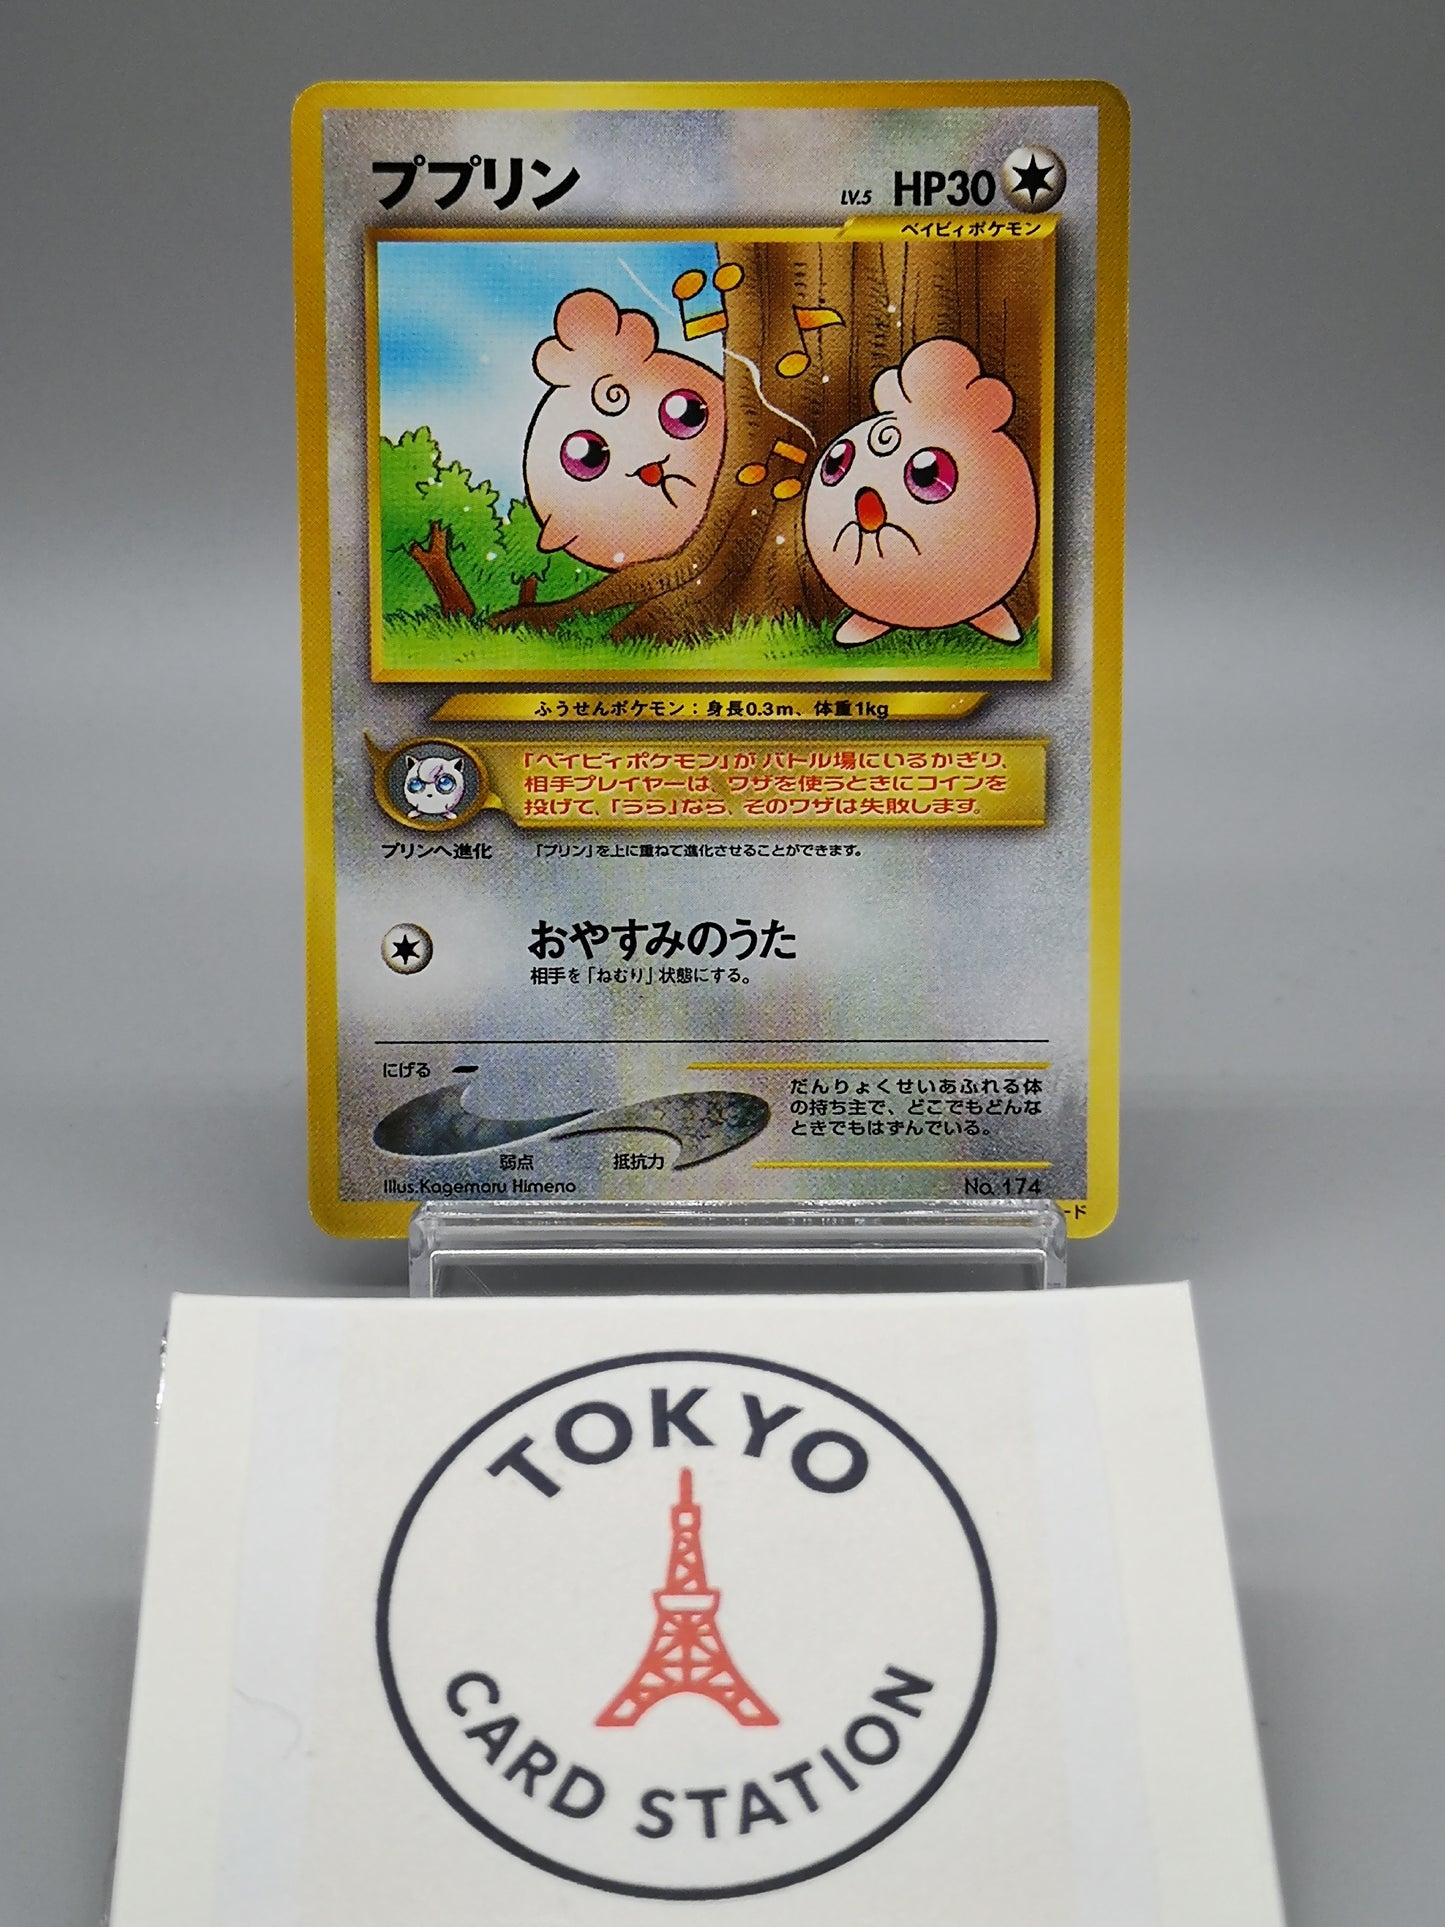 ププリン
LV.5 HP30
ベイビィポケモン
ふうせんポケモン：身長0.3m、体重1kg
「ベイビィポケモン」がバトル場にいるかぎり、
相手プレイヤーは、ワザを使うときにコインを
投げて、「うら」なら、そのワザは失敗します。
プリンへ進化
「プリン」を上に重ねて進化させることができます。
おやすみのうた
相手を「ねむり」状態にする。
にげる
弱点
抵抗力
だんりょくせいあふれる体
の持ち主で、どこでもどんな
ときでもはずんでいる。
Illus.Kagemaru Himeno
No. 174
ード
TOKYO
CARD STATION